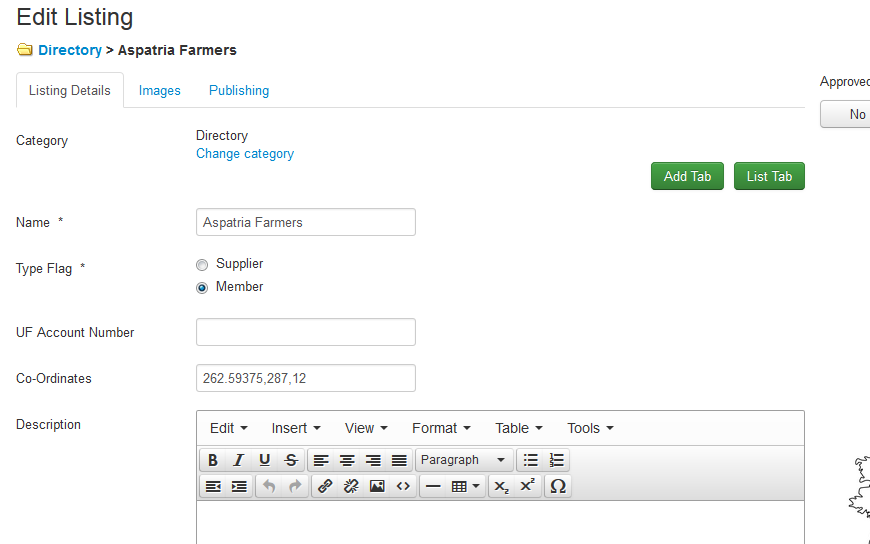 Edit Listing
Directory > Aspatria Farmers
Listing Details Images Publishing
Approved
No
Category Directory
Change category
Add Tab List Tab
Name * Aspatria Farmers
Type Flag * Supplier
Member
UF Account Number
Co-Ordinates 262.59375,287,12
Description
Edit Insert View Format Table Tools
B I U S Paragraph
x₂ x² Ω